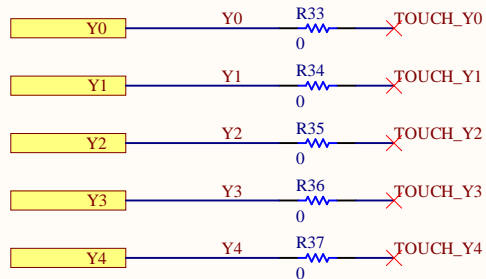 Y0 Y0 R33 TOUCH_Y0
0
Y1 Y1 R34 TOUCH_Y1
0
Y2 Y2 R35 TOUCH_Y2
0
Y3 Y3 R36 TOUCH_Y3
0
Y4 Y4 R37 TOUCH_Y4
0